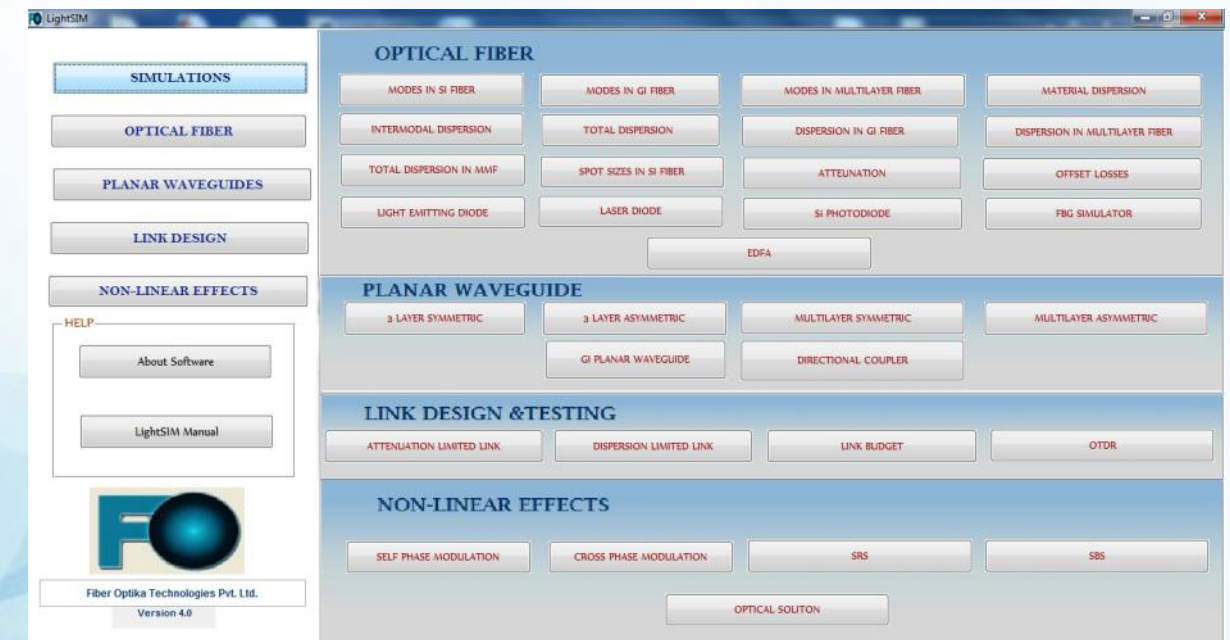 LightSIM
SIMULATIONS
OPTICAL FIBER
PLANAR WAVEGUIDES
LINK DESIGN
NON-LINEAR EFFECTS
HELP
About Software
LightSIM Manual
FO
Fiber Optika Technologies Pvt. Ltd.
Version 4.0
OPTICAL FIBER
MODES IN SI FIBER MODES IN GI FIBER MODES IN MULTILAYER FIBER MATERIAL DISPERSION
INTERMODAL DISPERSION TOTAL DISPERSION DISPERSION IN GI FIBER DISPERSION IN MULTILAYER FIBER
TOTAL DISPERSION IN MMF SPOT SIZES IN SI FIBER ATTEUNATION OFFSET LOSSES
LIGHT EMITTING DIODE LASER DIODE Si PHOTODIODE FBG SIMULATOR
EDFA
PLANAR WAVEGUIDE
3 LAYER SYMMETRIC 3 LAYER ASYMMETRIC MULTILAYER SYMMETRIC MULTILAYER ASYMMETRIC
GI PLANAR WAVEGUIDE DIRECTIONAL COUPLER
LINK DESIGN &TESTING
ATTENUATION LIMITED LINK DISPERSION LIMITED LINK LINK BUDGET OTDR
NON-LINEAR EFFECTS
SELF PHASE MODULATION CROSS PHASE MODULATION SRS SBS
OPTICAL SOLITON